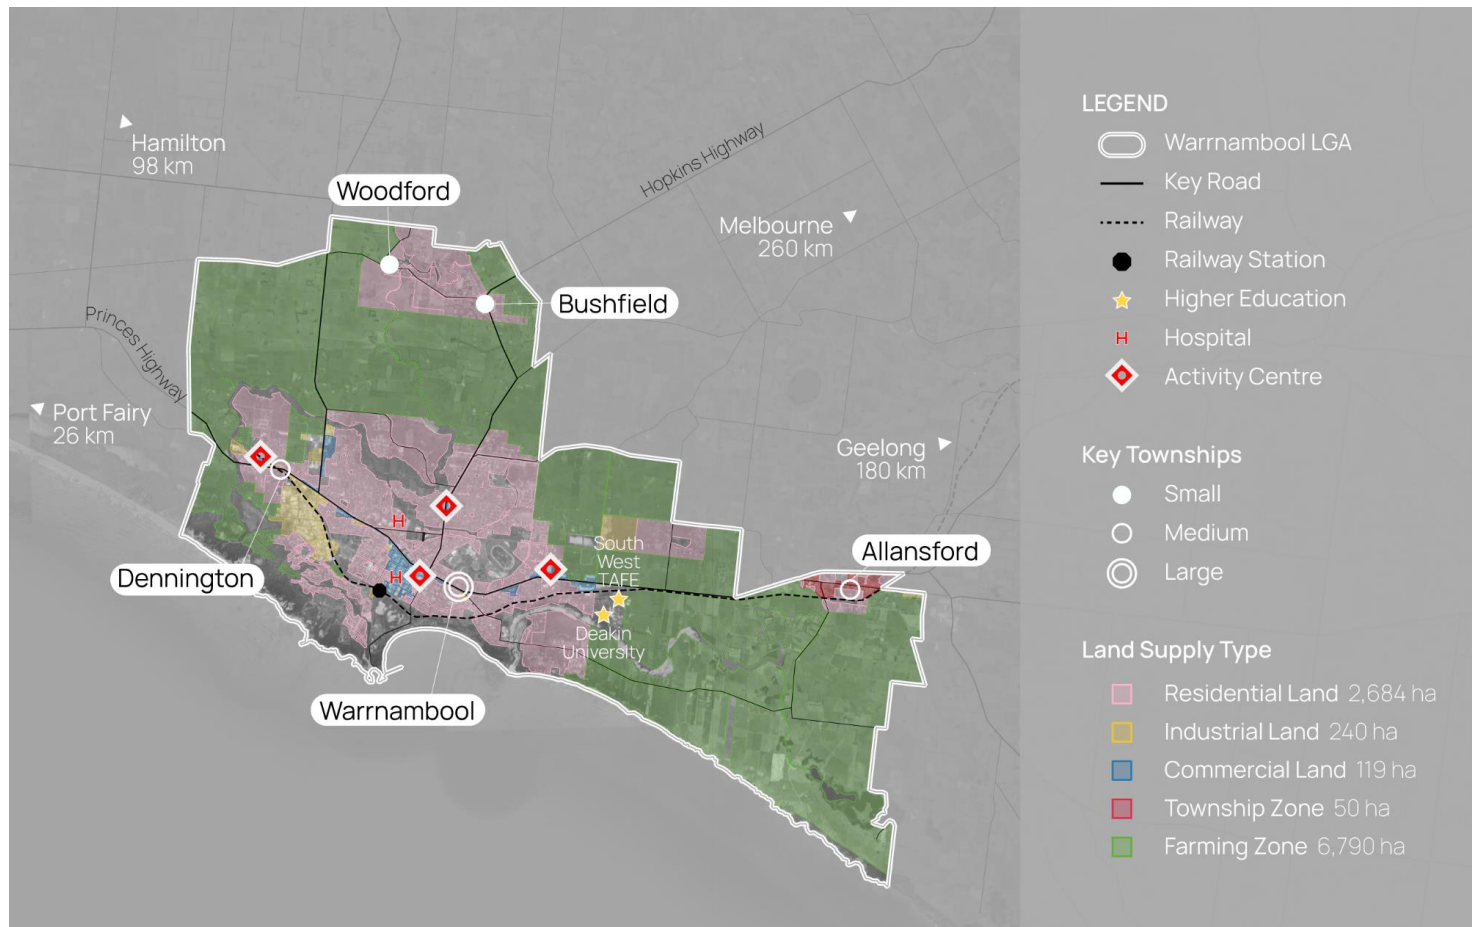 Hamilton
98 km
Woodford
Hopkins Highway
Melbourne
260 km
Bushfield
Princes Highway
Port Fairy
26 km
Geelong
180 km
H
South
West
TAFE
Allansford
Dennington
H
Deakin
University
Warrnambool
LEGEND
Warrnambool LGA
Key Road
Railway
Railway Station
Higher Education
H Hospital
Activity Centre
Key Townships
Small
Medium
Large
Land Supply Type
Residential Land 2,684 ha
Industrial Land 240 ha
Commercial Land 119 ha
Township Zone 50 ha
Farming Zone 6,790 ha